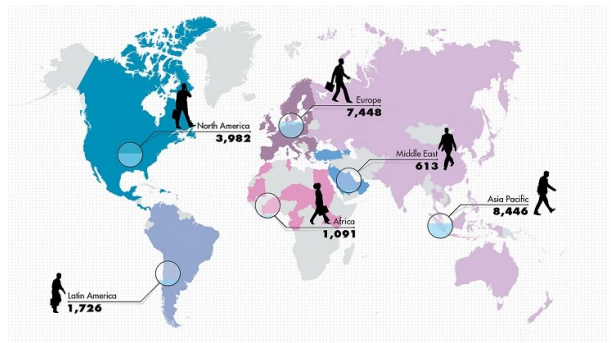 North America
3,982
Europe
7,448
Middle East
613
Asia Pacific
8,446
Africa
1,091
Latin America
1,726